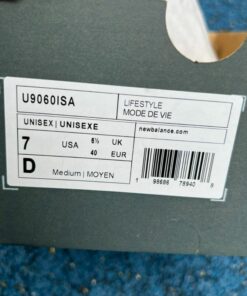 U9060ISA
LIFESTYLE
MODE DE VIE
UNISEX | UNISEXE
newbalance.com
7 USA 6½ UK
40 EUR
D Medium | MOYEN
1 98686 78940 8